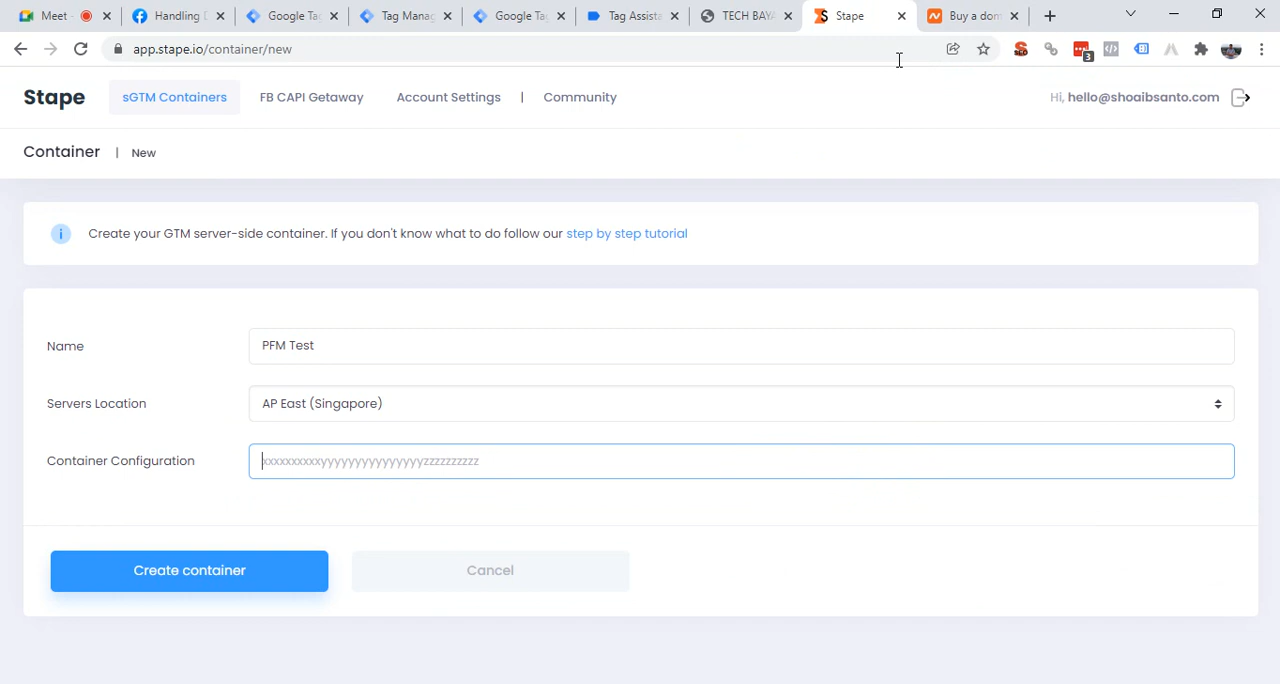 Meet -
Handling D
Google Ta
Tag Manag
Google Ta
Tag Assista
TECH BAYA
Stape
Buy a dom
app.stape.io/container/new
3
Stape
sGTM Containers
FB CAPI Getaway
Account Settings
|
Community
Hi, hello@shoaibsanto.com
Container | New
Create your GTM server-side container. If you don't know what to do follow our step by step tutorial
Name
PFM Test
Servers Location
AP East (Singapore)
Container Configuration
xxxxxxxxxxyyyyyyyyyyyyyyyzzzzzzzzzz
Create container
Cancel